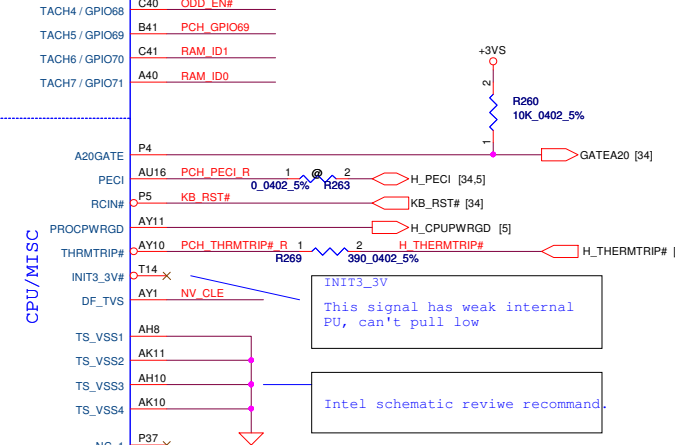 TACH4 / GPIO68 C40 ODD_EN#
TACH5 / GPIO69 B41 PCH_GPIO69
TACH6 / GPIO70 C41 RAM_ID1
TACH7 / GPIO71 A40 RAM_ID0
+3VS
2
R260
10K_0402_5%
1
A20GATE P4 GATEA20 [34]
PECI AU16 PCH_PECI_R 1 @ 2 H_PECI [34,5]
0_0402_5% R263
RCIN# P5 KB_RST# KB_RST# [34]
PROCPWRGD AY11 H_CPUPWRGD [5]
THRMTRIP# AY10 PCH_THRMTRIP#_R 1 2 H_THERMTRIP# H_THERMTRIP# [
R269 390_0402_5%
INIT3_3V# T14
INIT3_3V
This signal has weak internal
PU, can't pull low
DF_TVS AY1 NV_CLE
CPU/MISC
TS_VSS1 AH8
TS_VSS2 AK11
TS_VSS3 AH10
TS_VSS4 AK10
Intel schematic reviwe recommand.
NC_1 P37